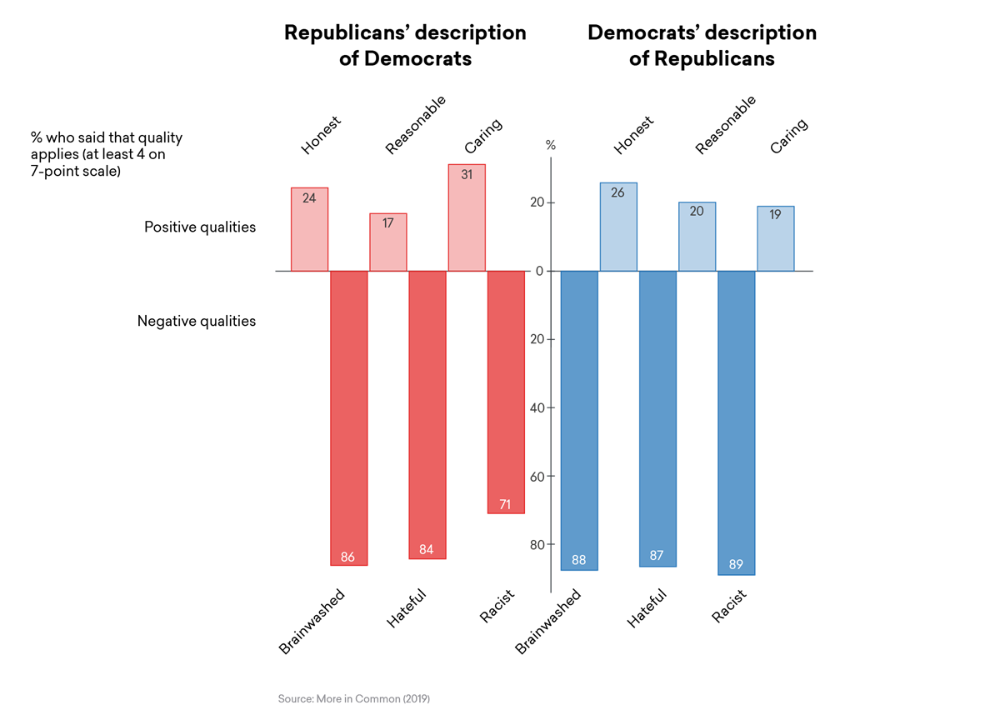 Republicans’ description
of Democrats
Democrats’ description
of Republicans
% who said that quality
applies (at least 4 on
7-point scale)
Honest
Reasonable
Caring
%
Honest
Reasonable
Caring
24
17
31
20
26
20
19
Positive qualities
0
Negative qualities
20
40
60
80
86
84
71
88
87
89
Brainwashed
Hateful
Racist
Brainwashed
Hateful
Racist
Source: More in Common (2019)